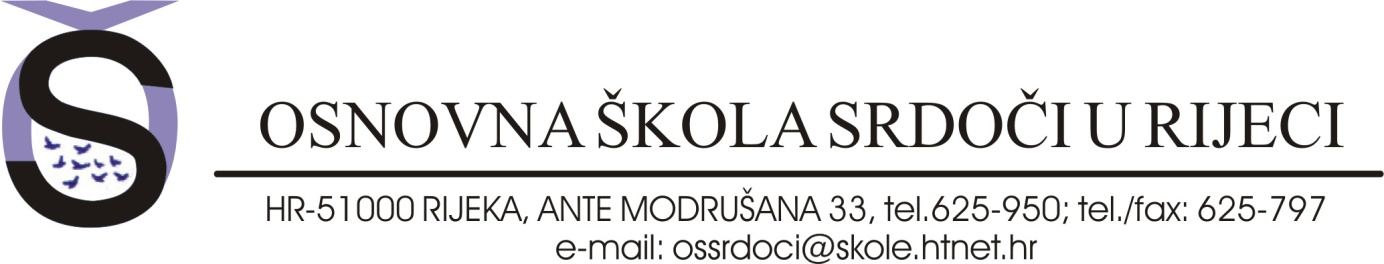 Š
OSNOVNA ŠKOLA SRDOČI U RIJECI
HR-51000 RIJEKA, ANTE MODRUŠANA 33, tel.625-950; tel./fax: 625-797
e-mail: ossrdoci@skole.htnet.hr